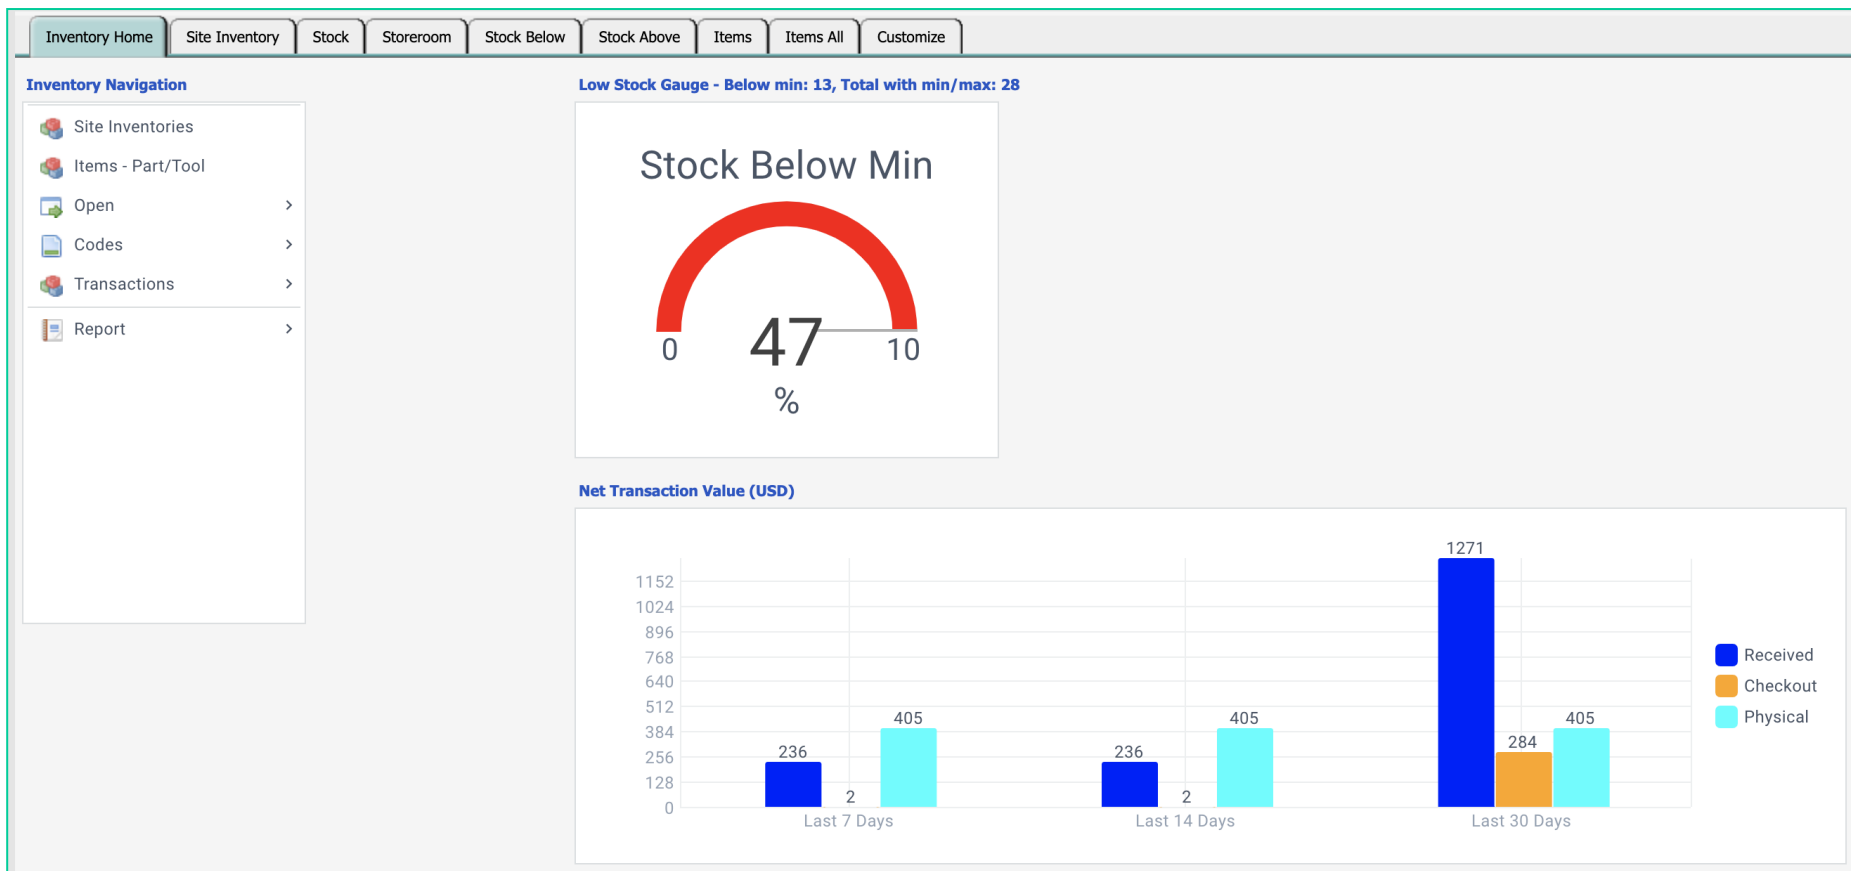 Inventory Home Site Inventory Stock Storeroom Stock Below Stock Above Items Items All Customize
Inventory Navigation
Site Inventories
Items - Part/Tool
Open
Codes
Transactions
Report
Low Stock Gauge - Below min: 13, Total with min/max: 28
Stock Below Min
0 47 10
%
Net Transaction Value (USD)
1271
1152
1024
896
768
640
512
384
256
128
0
236 2 405
236 2 405
284 405
Last 7 Days Last 14 Days Last 30 Days
Received
Checkout
Physical